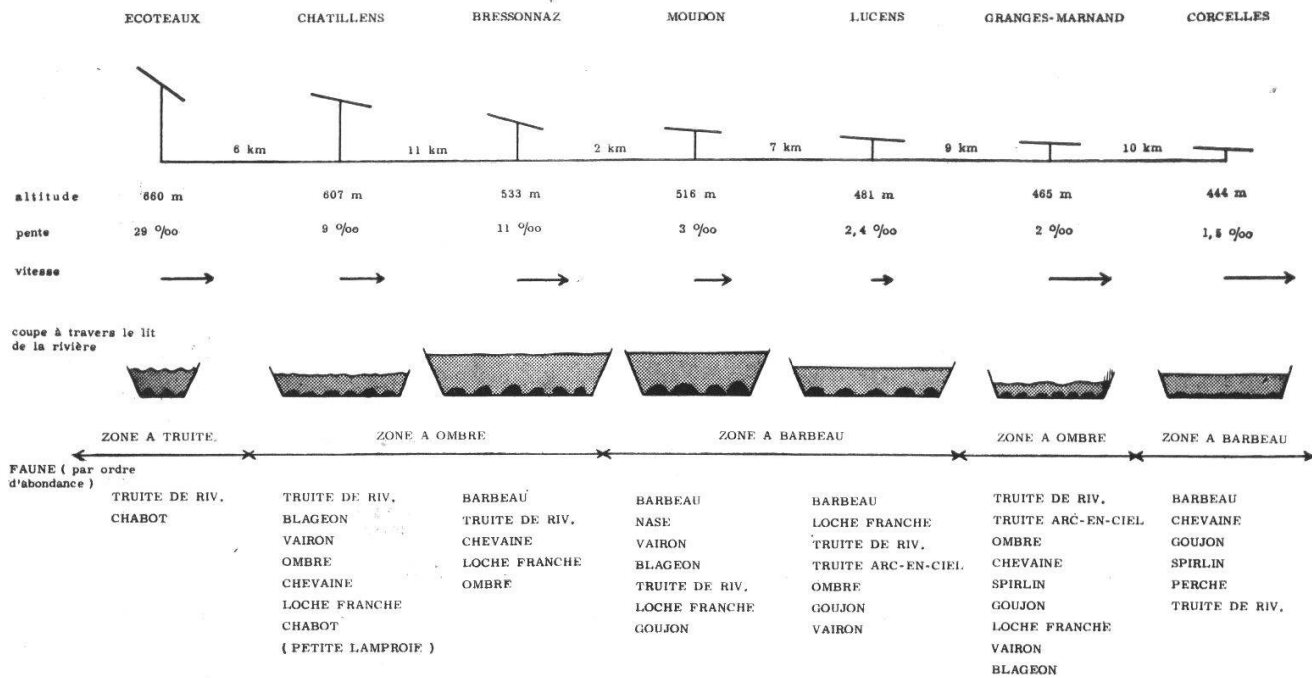 ECOTEAUX CHATILLENS BRESSONNAZ MOUDON LUCENS GRANGES-MARNAND CORCELLES
6 km 11 km 2 km 7 km 9 km 10 km
altitude 660 m 607 m 533 m 516 m 481 m 465 m 444 m
pente 29 %o 9 %o 11 %o 3 %o 2,4 %o 2 %o 1,5 %o
vitesse
coupe à travers le lit
de la rivière
ZONE A TRUITE. ZONE A OMBRE ZONE A BARBEAU ZONE A OMBRE ZONE A BARBEAU
FAUNE ( par ordre
d'abondance )
TRUITE DE RIV.
CHABOT
TRUITE DE RIV.
BLAGEON
VAIRON
OMBRE
CHEVAINE
LOCHE FRANCHE
CHABOT
( PETITE LAMPROIE )
BARBEAU
TRUITE DE RIV.
CHEVAINE
LOCHE FRANCHE
OMBRE
BARBEAU
NASE
VAIRON
BLAGEON
TRUITE DE RIV.
LOCHE FRANCHE
GOUJON
BARBEAU
LOCHE FRANCHE
TRUITE DE RIV.
TRUITE ARC-EN-CIEL
OMBRE
GOUJON
VAIRON
TRUITE DE RIV.
TRUITE ARC-EN-CIEL
OMBRE
CHEVAINE
SPIRLIN
GOUJON
LOCHE FRANCHE
VAIRON
BLAGEON
BARBEAU
CHEVAINE
GOUJON
SPIRLIN
PERCHE
TRUITE DE RIV.